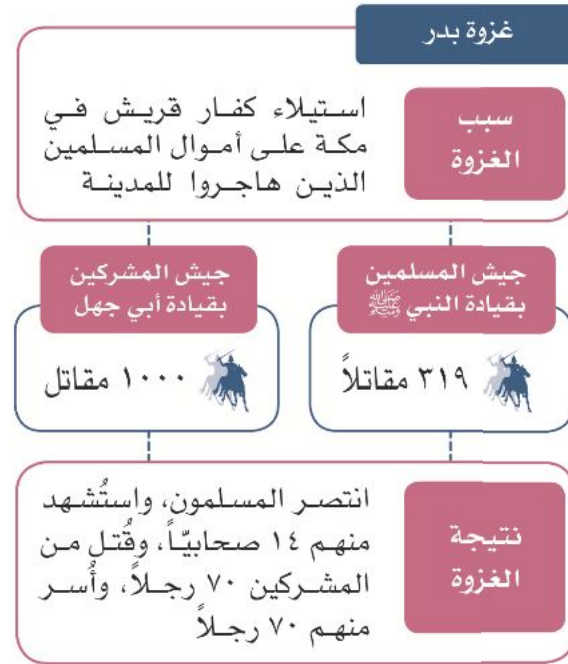 غزوة بدر
سبب
الغزوة
استيلاء كفار قريش في
مكة على أموال المسلمين
الذين هاجروا للمدينة
جيش المسلمين
بقيادة النبي ﷺ
٣١٩ مقاتلاً
جيش المشركين
بقيادة أبي جهل
١٠٠٠ مقاتل
نتيجة
الغزوة
انتصر المسلمون، واستُشهد
منهم ١٤ صحابيّاً، وقُتل من
المشركين ٧٠ رجلاً، وأُسر
منهم ٧٠ رجلاً